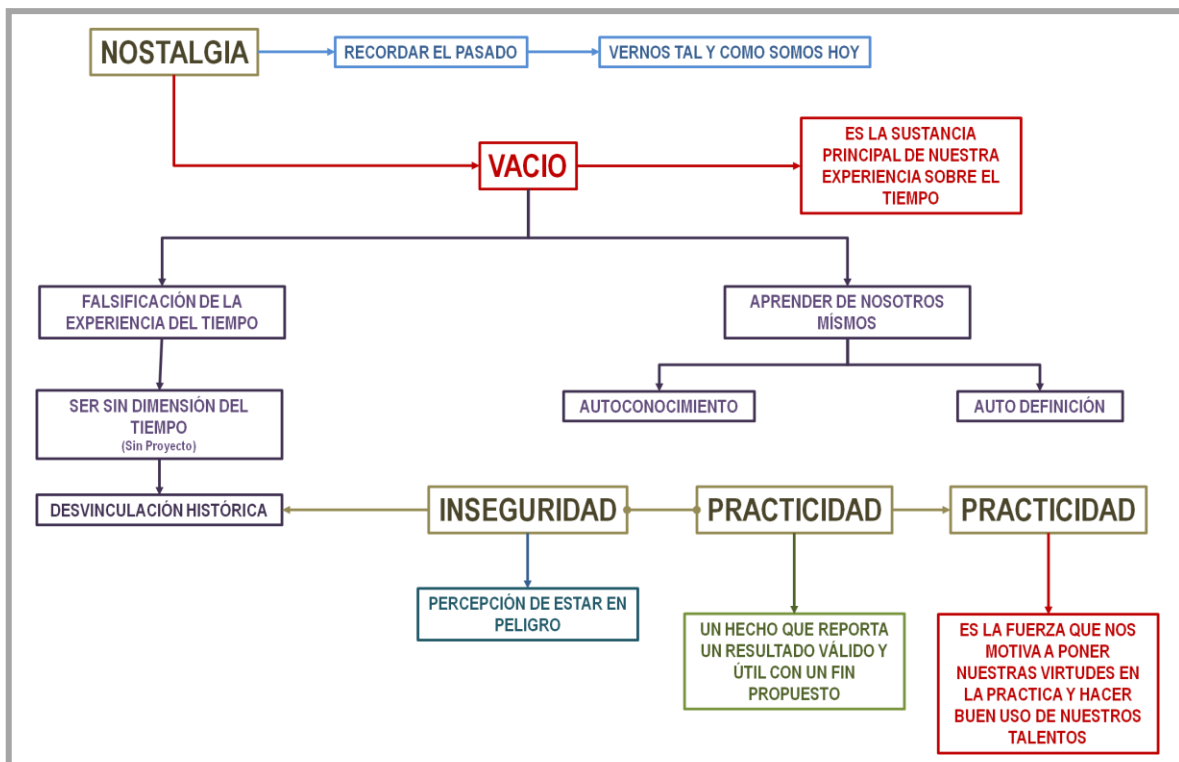 NOSTALGIA
RECORDAR EL PASADO
VERNOS TAL Y COMO SOMOS HOY
VACIO
ES LA SUSTANCIA
PRINCIPAL DE NUESTRA
EXPERIENCIA SOBRE EL
TIEMPO
FALSIFICACIÓN DE LA
EXPERIENCIA DEL TIEMPO
APRENDER DE NOSOTROS
MÍSMOS
SER SIN DIMENSIÓN DEL
TIEMPO
(Sin Proyecto)
AUTOCONOCIMIENTO
AUTO DEFINICIÓN
DESVINCULACIÓN HISTÓRICA
INSEGURIDAD
PRACTICIDAD
PRACTICIDAD
PERCEPCIÓN DE ESTAR EN
PELIGRO
UN HECHO QUE REPORTA
UN RESULTADO VÁLIDO Y
ÚTIL CON UN FIN
PROPUESTO
ES LA FUERZA QUE NOS
MOTIVA A PONER
NUESTRAS VIRTUDES EN
LA PRACTICA Y HACER
BUEN USO DE NUESTROS
TALENTOS